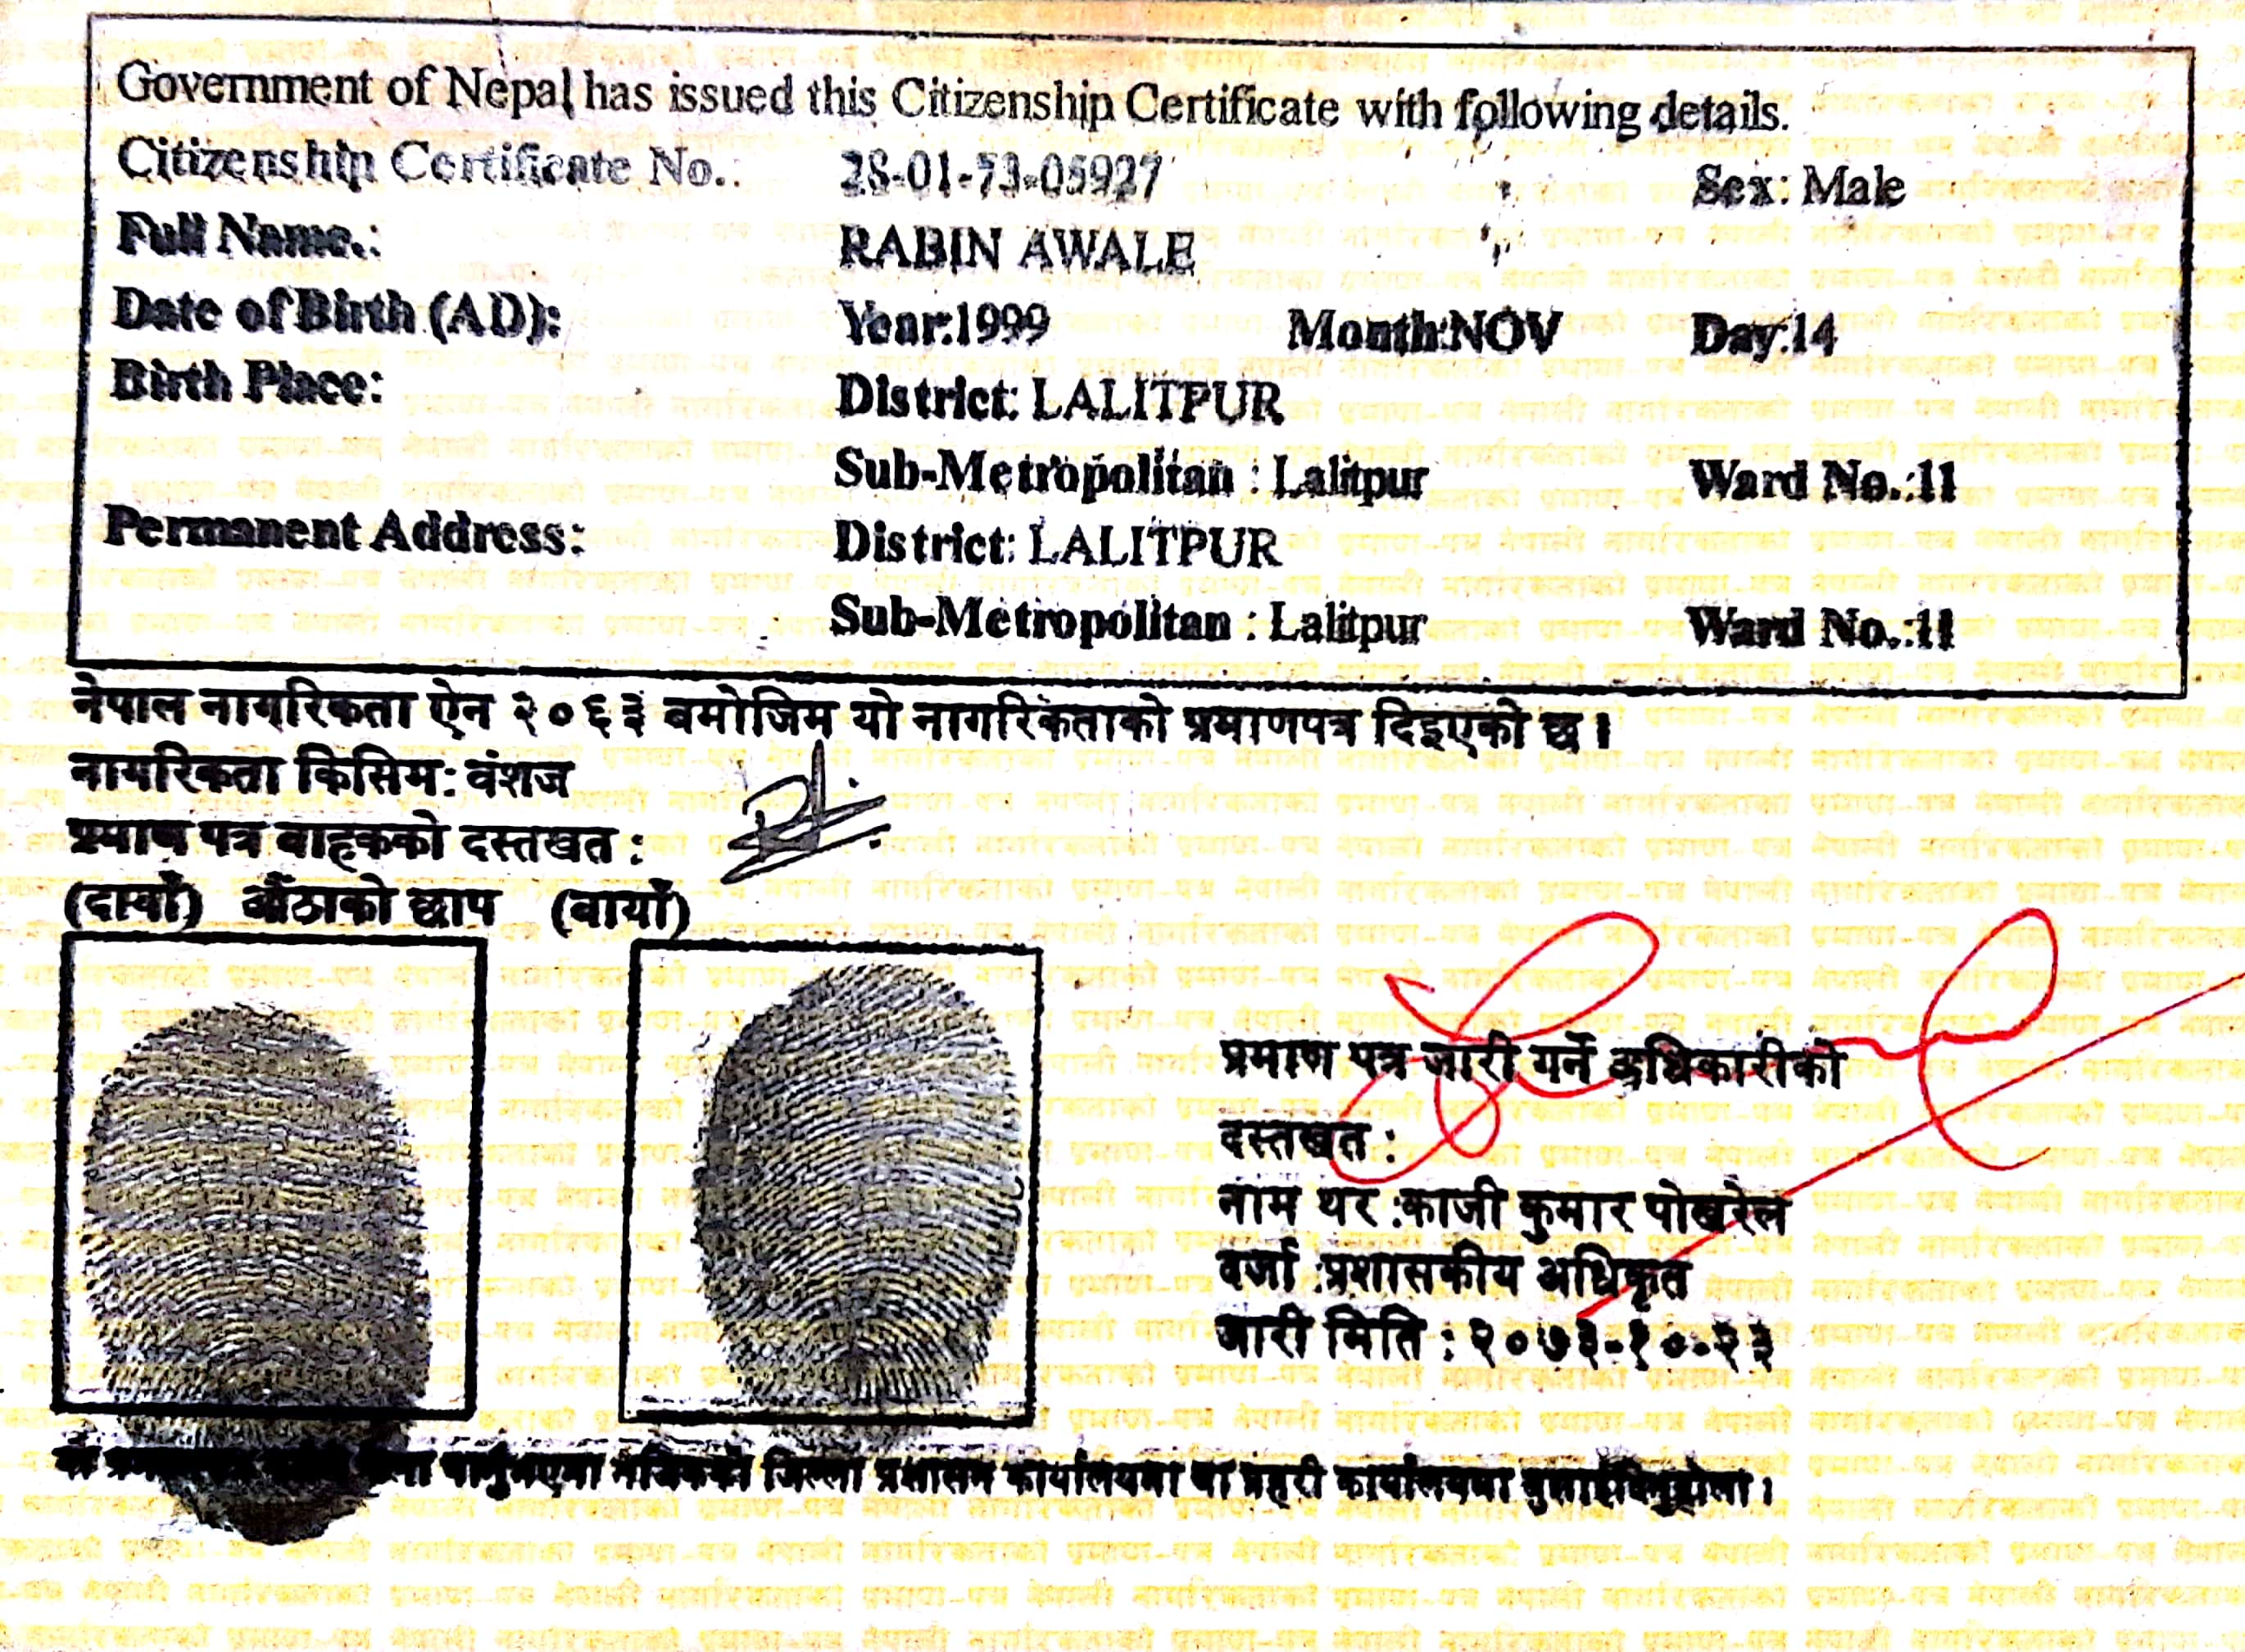 Government of Nepal has issued this Citizenship Certificate with following details.
Citizenship Certificate No.: 28-01-73-05927 Sex: Male
Full Name.: RABIN AWALE
Date of Birth (AD): Year:1999 Month:NOV Day:14
Birth Place: District: LALITPUR
Sub-Metropolitan : Lalitpur Ward No.:11
Permanent Address: District: LALITPUR
Sub-Metropolitan : Lalitpur Ward No.:11
नेपाल नागरिकता ऐन २०६३ बमोजिम यो नागरिकताको प्रमाणपत्र दिइएको छ।
नागरिकता किसिम: वंशज
प्रमाण पत्र वाहकको दस्तखत :
(दायाँ) औंठाको छाप (बायाँ)
प्रमाण पत्र जारी गर्ने अधिकारीको
दस्तखत :
नाम थर :काजी कुमार पोखरेल
दर्जा :प्रशासकीय अधिकृत
जारी मिति : २०७३-१०-२३
नजिकको जिल्ला प्रशासन कार्यालयमा वा प्रहरी कार्यालयमा बुझाईदिनुहोला।